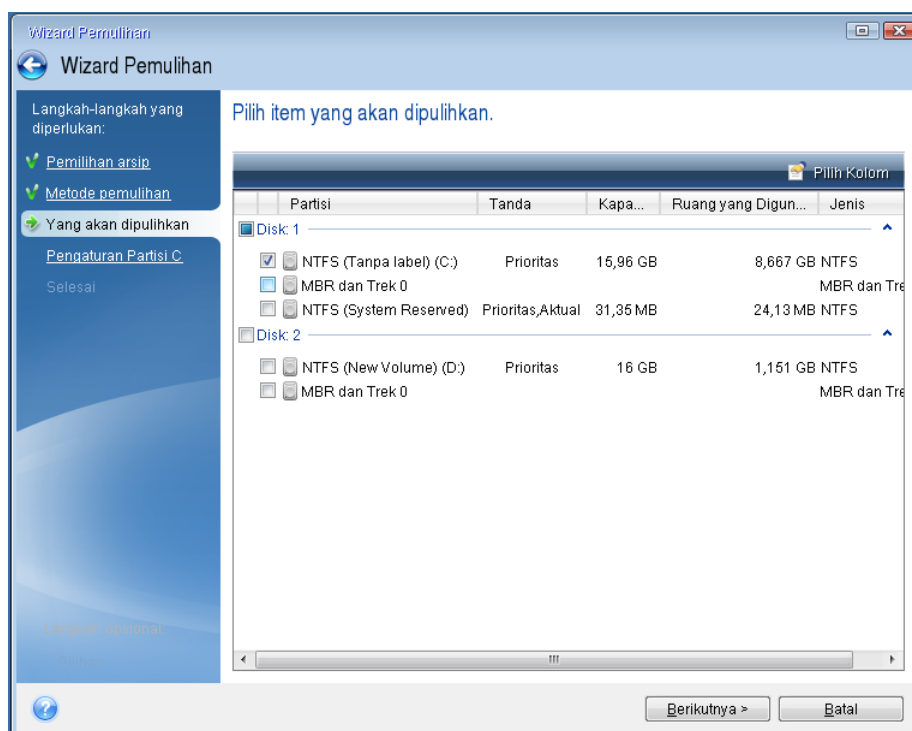 Wizard Pemulihan
Wizard Pemulihan
Langkah-langkah yang
diperlukan:
Pemilihan arsip
Metode pemulihan
Yang akan dipulihkan
Pengaturan Partisi C
Selesai
Pilih item yang akan dipulihkan.
Pilih Kolom
Partisi Tanda Kapa... Ruang yang Digun... Jenis
Disk: 1
NTFS (Tanpa label) (C:) Prioritas 15,96 GB 8,667 GB NTFS
MBR dan Trek 0 MBR dan Tre
NTFS (System Reserved) Prioritas,Aktual 31,35 MB 24,13 MB NTFS
Disk: 2
NTFS (New Volume) (D:) Prioritas 16 GB 1,151 GB NTFS
MBR dan Trek 0 MBR dan Tre
opsional
Berikutnya > Batal